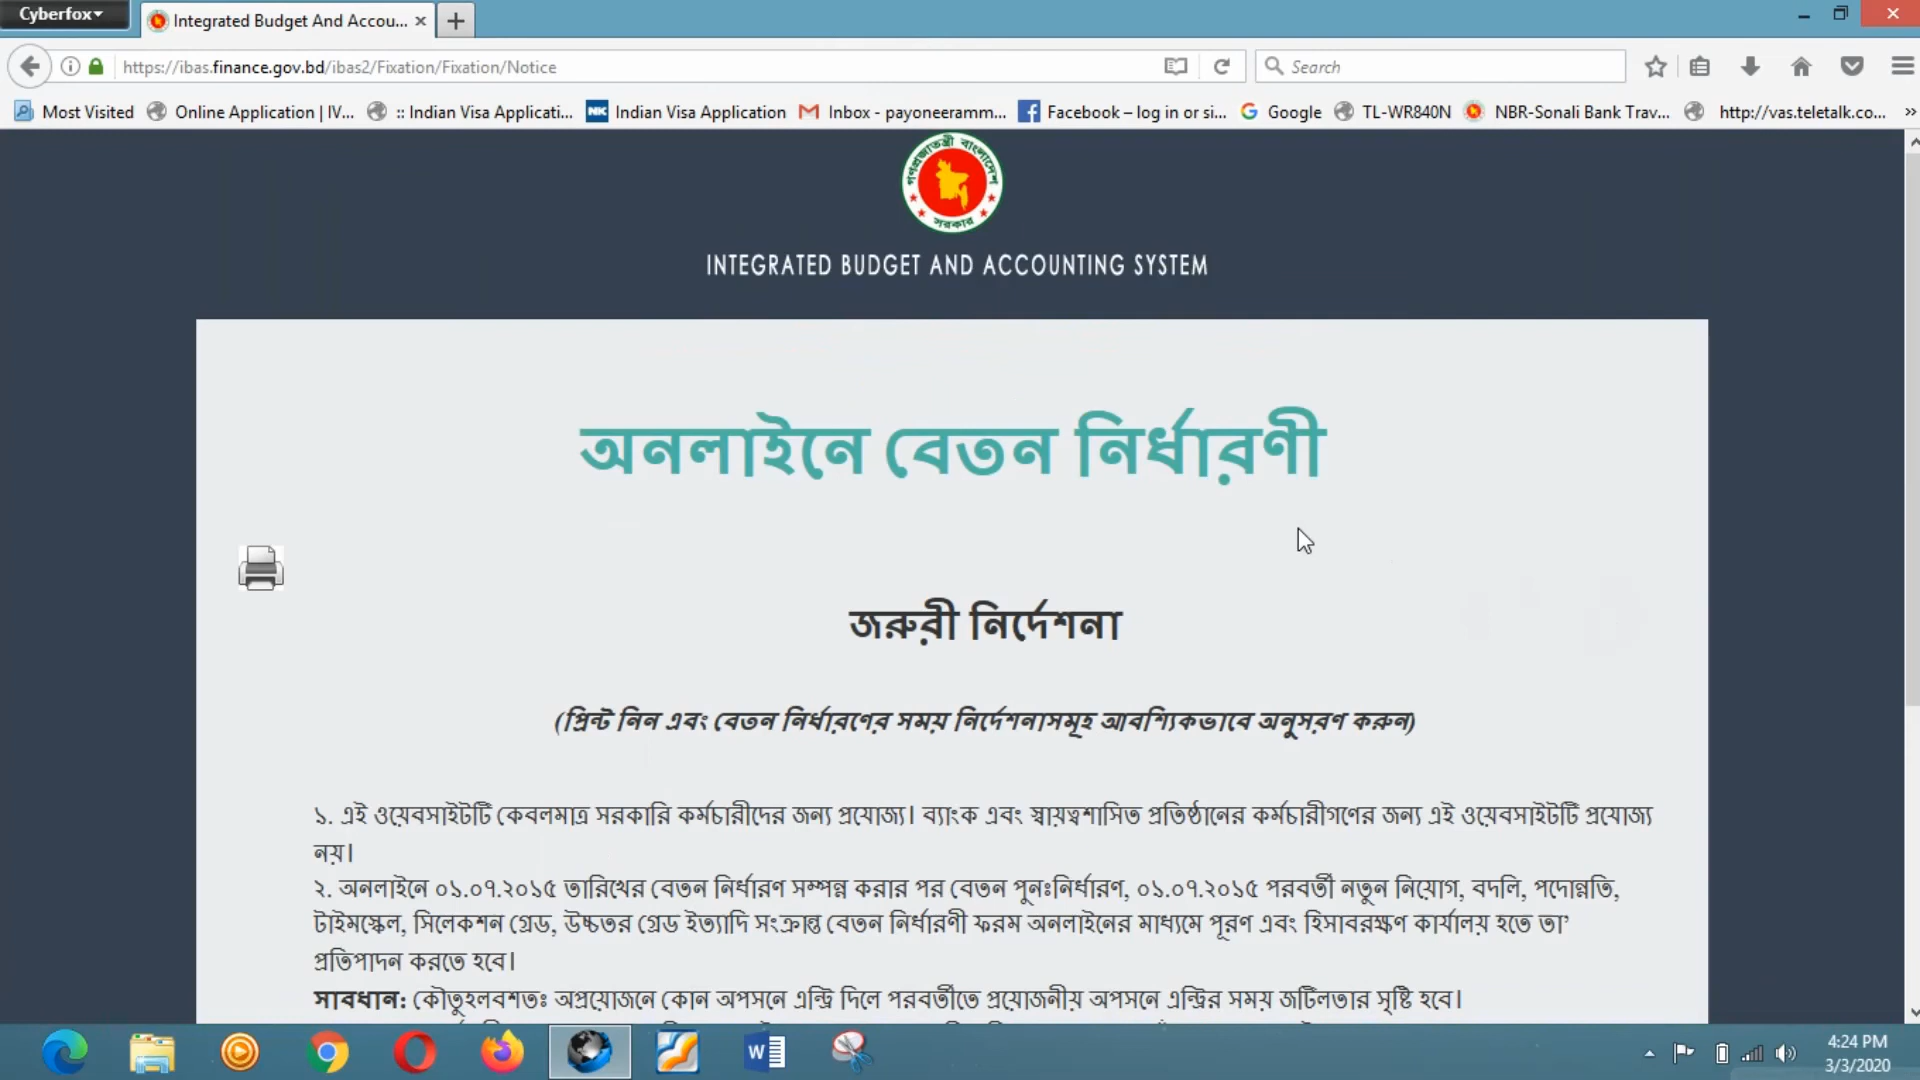 Cyberfox
Integrated Budget And Accou...
https://ibas.finance.gov.bd/ibas2/Fixation/Fixation/Notice
Search
Most Visited
Online Application | IV...
:: Indian Visa Applicati...
NK
Indian Visa Application
Inbox - payoneeramm...
Facebook – log in or si...
Google
TL-WR840N
NBR-Sonali Bank Trav...
http://vas.teletalk.co...
গণপ্রজাতন্ত্রী বাংলাদেশ
সরকার
INTEGRATED BUDGET AND ACCOUNTING SYSTEM
অনলাইনে বেতন নির্ধারণী
জরুরী নির্দেশনা
(প্রিন্ট নিন এবং বেতন নির্ধারণের সময় নির্দেশনাসমূহ আবশ্যিকভাবে অনুসরণ করুন)
১. এই ওয়েবসাইটটি কেবলমাত্র সরকারি কর্মচারীদের জন্য প্রযোজ্য। ব্যাংক এবং স্বায়ত্বশাসিত প্রতিষ্ঠানের কর্মচারীগণের জন্য এই ওয়েবসাইটটি প্রযোজ্য
নয়।
২. অনলাইনে ০১.০৭.২০১৫ তারিখের বেতন নির্ধারণ সম্পন্ন করার পর বেতন পুনঃনির্ধারণ, ০১.০৭.২০১৫ পরবর্তী নতুন নিয়োগ, বদলি, পদোন্নতি,
টাইমস্কেল, সিলেকশন গ্রেড, উচ্চতর গ্রেড ইত্যাদি সংক্রান্ত বেতন নির্ধারণী ফরম অনলাইনের মাধ্যমে পূরণ এবং হিসাবরক্ষণ কার্যালয় হতে তা’
প্রতিপাদন করতে হবে।
সাবধান: কৌতুহলবশতঃ অপ্রয়োজনে কোন অপসনে এন্ট্রি দিলে পরবর্তীতে প্রয়োজনীয় অপসনে এন্ট্রির সময় জটিলতার সৃষ্টি হবে।
W
4:24 PM
3/3/2020